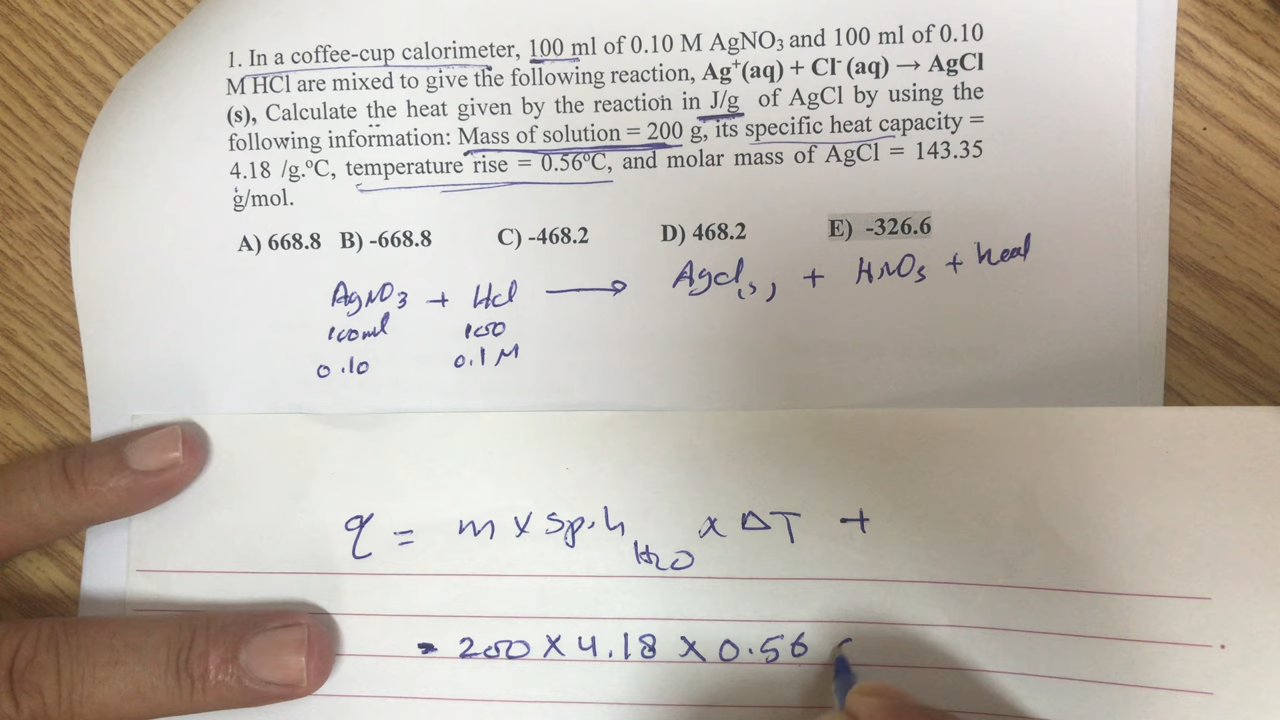 1. In a coffee-cup calorimeter, 100 ml of 0.10 M AgNO₃ and 100 ml of 0.10
M HCl are mixed to give the following reaction, Ag⁺(aq) + Cl⁻ (aq) → AgCl
(s), Calculate the heat given by the reaction in J/g of AgCl by using the
following information: Mass of solution = 200 g, its specific heat capacity =
4.18 /g.ºC, temperature rise = 0.56ºC, and molar mass of AgCl = 143.35
g/mol.
A) 668.8 B) -668.8 C) -468.2 D) 468.2 E) -326.6
AgNO₃ + Hcl → Agcl(s) + HNO₃ + heat
100ml 100
0.10 0.1 M
q = m x sp.h H₂O x ΔT +
= 200 x 4.18 x 0.56